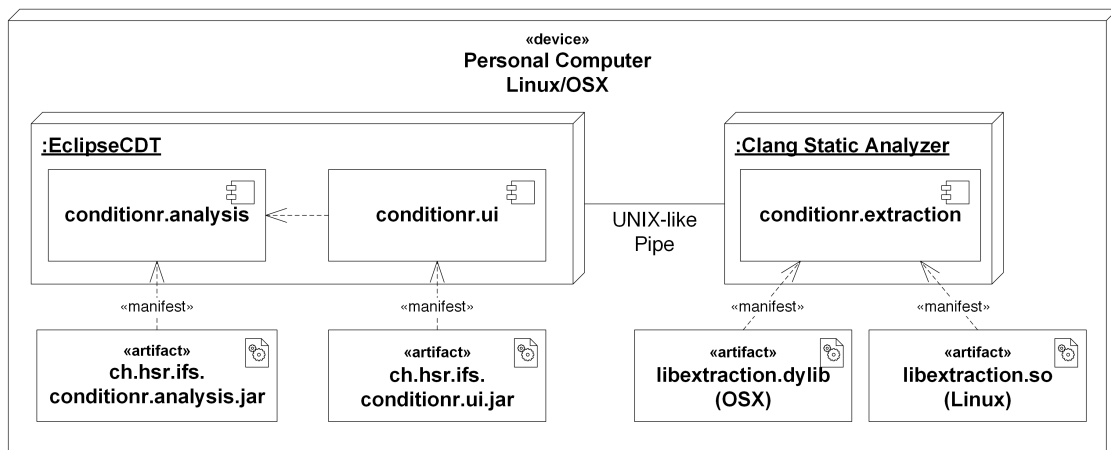 «device»
Personal Computer
Linux/OSX
:EclipseCDT
conditionr.analysis
conditionr.ui
UNIX-like
Pipe
:Clang Static Analyzer
conditionr.extraction
«manifest»
«manifest»
«manifest»
«manifest»
«artifact»
ch.hsr.ifs.
conditionr.analysis.jar
«artifact»
ch.hsr.ifs.
conditionr.ui.jar
«artifact»
libextraction.dylib
(OSX)
«artifact»
libextraction.so
(Linux)